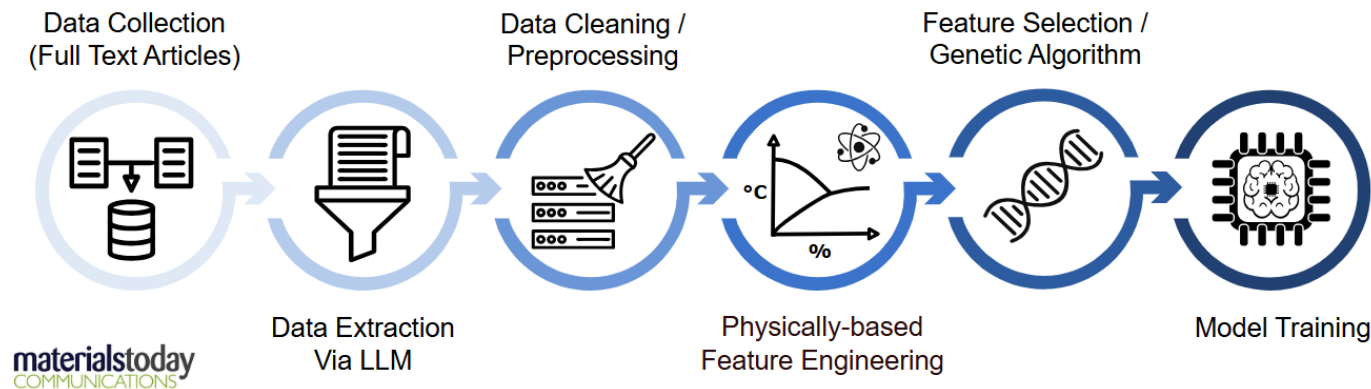 Data Collection
(Full Text Articles)
Data Extraction
Via LLM
Data Cleaning /
Preprocessing
°C
%
Physically-based
Feature Engineering
Feature Selection /
Genetic Algorithm
Model Training
materialstoday
COMMUNICATIONS